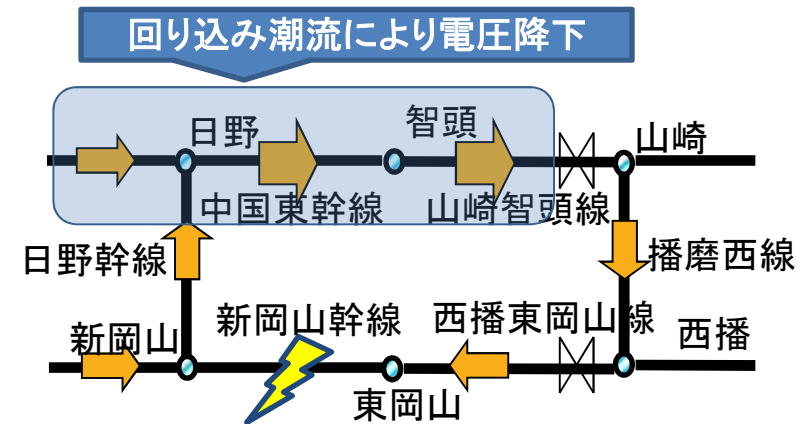 回り込み潮流により電圧降下
日野
智頭
山崎
中国東幹線
山崎智頭線
日野幹線
播磨西線
新岡山
新岡山幹線
西播東岡山線
西播
東岡山